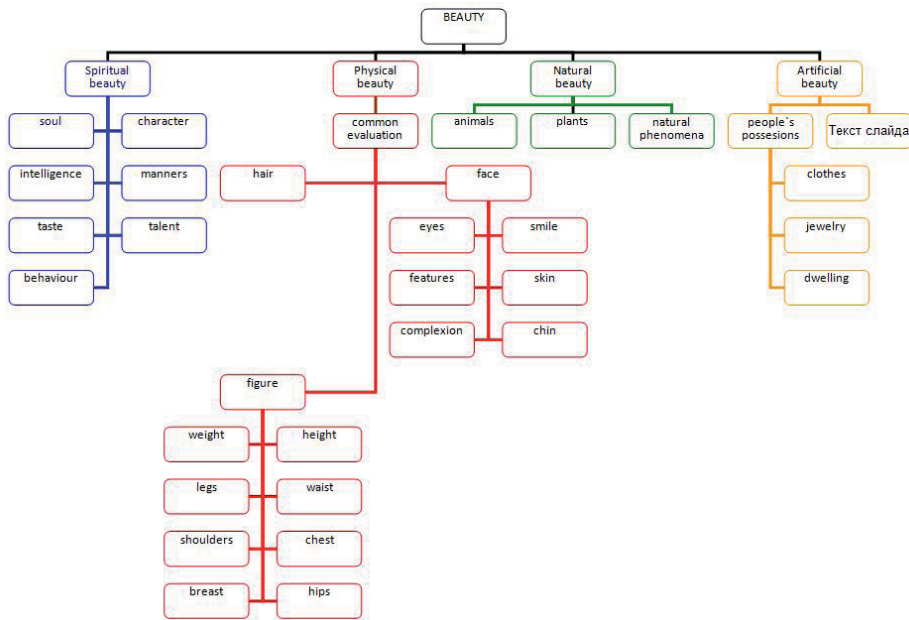 BEAUTY
Spiritual
beauty
Physical
beauty
Natural
beauty
Artificial
beauty
soul
character
common
evaluation
animals
plants
natural
phenomena
people`s
possesions
Текст слайда
intelligence
manners
hair
face
clothes
taste
talent
eyes
smile
jewelry
behaviour
features
skin
dwelling
complexion
chin
figure
weight
height
legs
waist
shoulders
chest
breast
hips